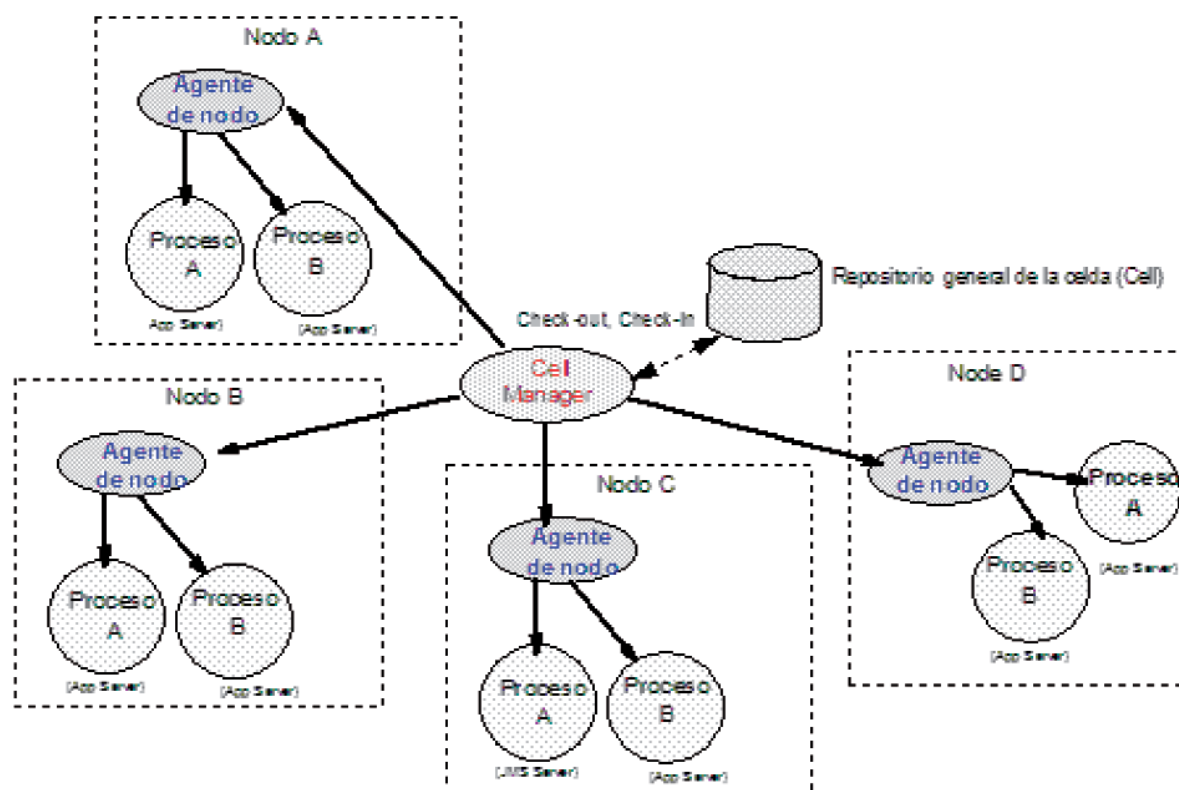 Nodo A
Agente
de nodo
Proceso
A
Proceso
B
App Server)
(App Server)
Repositorio general de la celda (Cell)
Check-out, Check-In
Cell
Manager
Nodo B
Agente
de nodo
Proceso
A
Proceso
B
(App Server)
(App Server)
Nodo C
Agente
de nodo
Proceso
A
Proceso
B
(JMS Server)
(App Server)
Node D
Agente
de nodo
Proceso
A
(App Server)
Proceso
B
(App Server)